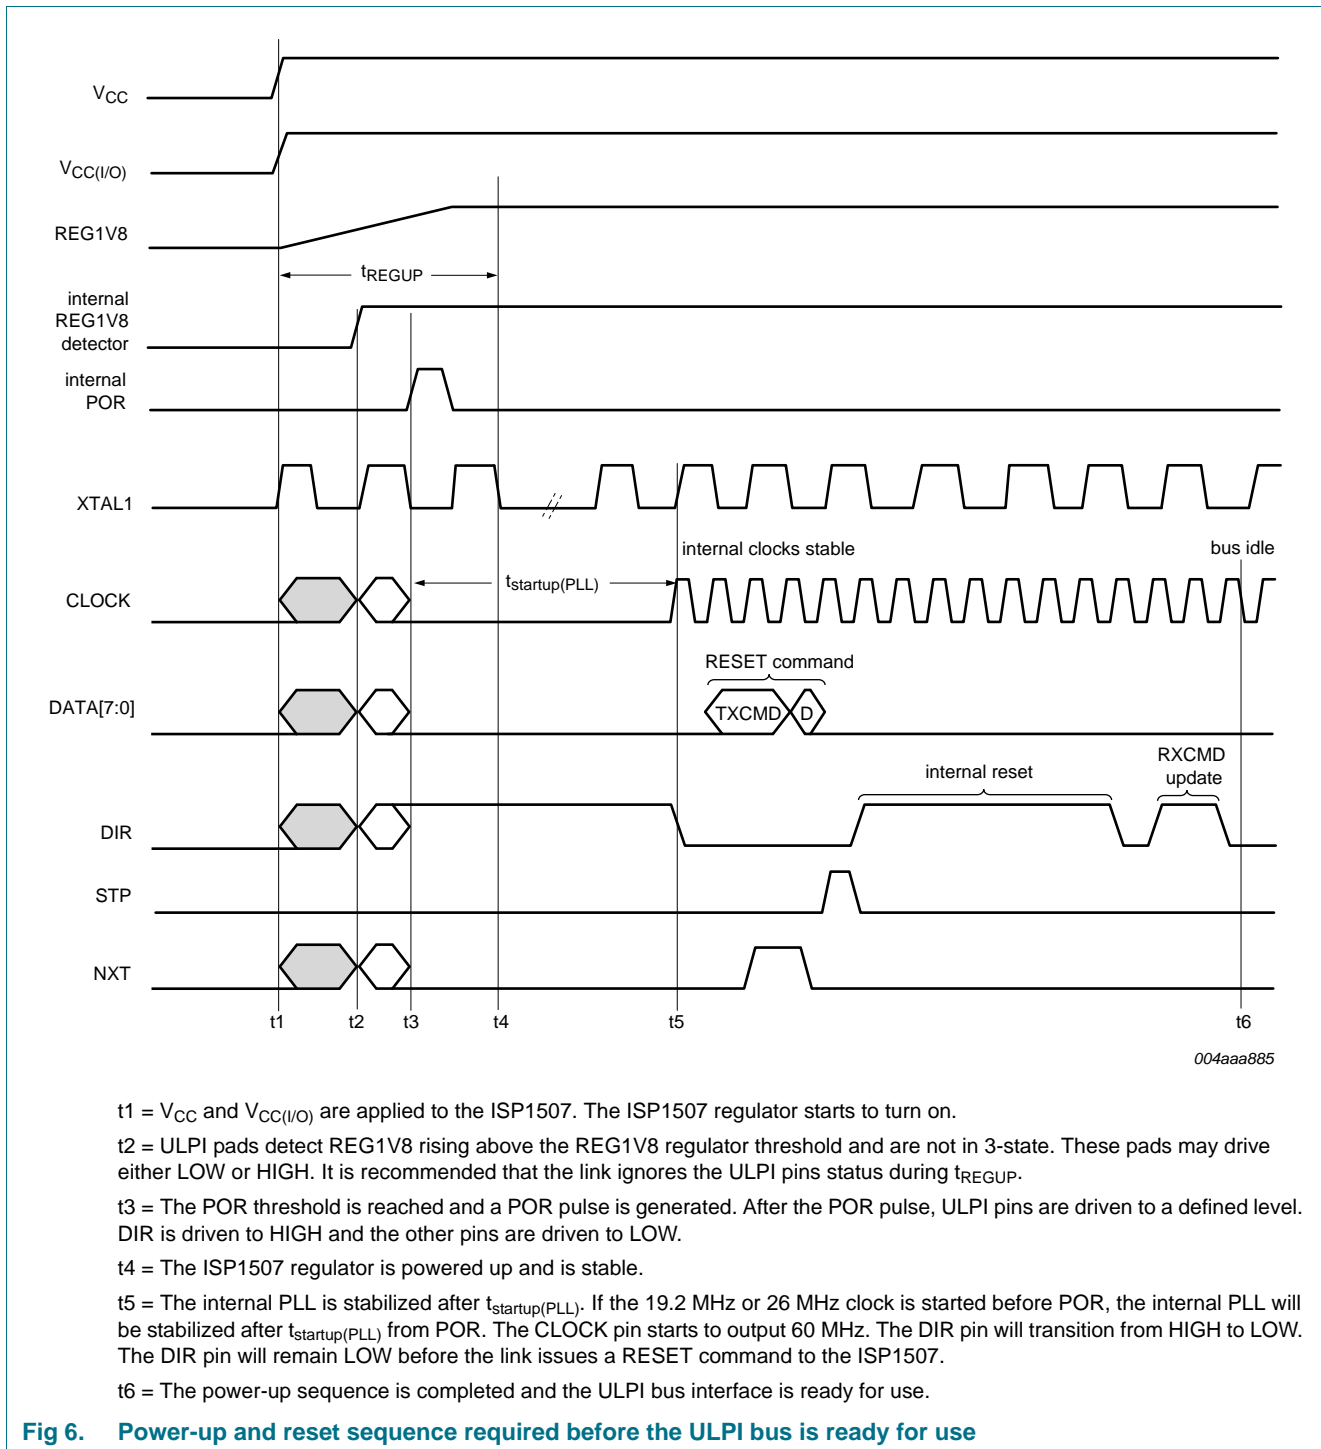 VCC
VCC(I/O)
REG1V8
tREGUP
internal
REG1V8
detector
internal
POR
XTAL1
internal clocks stable
bus idle
CLOCK
tstartup(PLL)
RESET command
DATA[7:0]
TXCMD
D
RXCMD
update
internal reset
DIR
STP
NXT
t1
t2
t3
t4
t5
t6
004aaa885
t1 = VCC and VCC(I/O) are applied to the ISP1507. The ISP1507 regulator starts to turn on.
t2 = ULPI pads detect REG1V8 rising above the REG1V8 regulator threshold and are not in 3-state. These pads may drive
either LOW or HIGH. It is recommended that the link ignores the ULPI pins status during tREGUP.
t3 = The POR threshold is reached and a POR pulse is generated. After the POR pulse, ULPI pins are driven to a defined level.
DIR is driven to HIGH and the other pins are driven to LOW.
t4 = The ISP1507 regulator is powered up and is stable.
t5 = The internal PLL is stabilized after tstartup(PLL). If the 19.2 MHz or 26 MHz clock is started before POR, the internal PLL will
be stabilized after tstartup(PLL) from POR. The CLOCK pin starts to output 60 MHz. The DIR pin will transition from HIGH to LOW.
The DIR pin will remain LOW before the link issues a RESET command to the ISP1507.
t6 = The power-up sequence is completed and the ULPI bus interface is ready for use.
Fig 6. Power-up and reset sequence required before the ULPI bus is ready for use